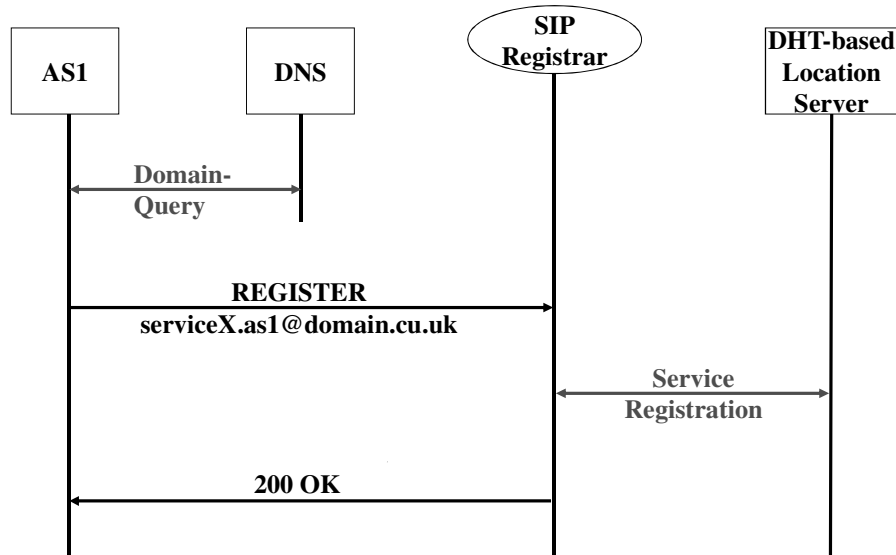 AS1
DNS
SIP
Registrar
DHT-based
Location
Server
Domain-
Query
REGISTER
serviceX.as1@domain.cu.uk
Service
Registration
200 OK